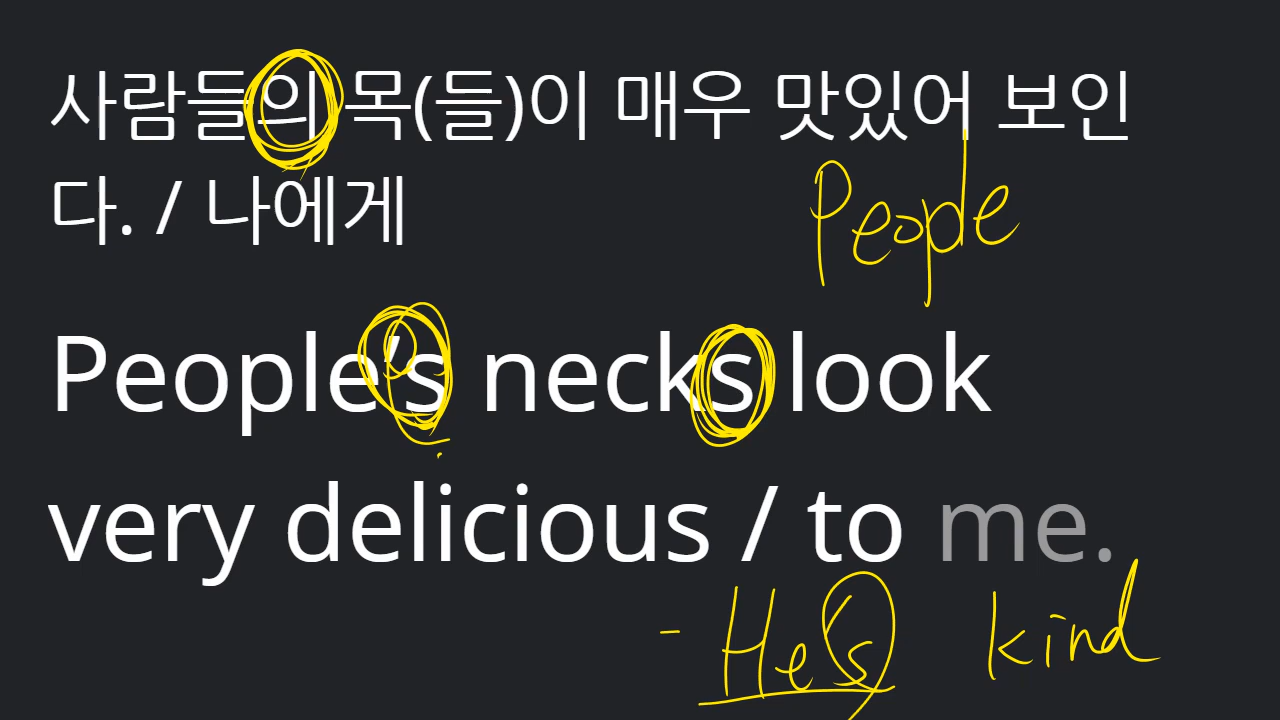 사람들의 목(들)이 매우 맛있어 보인
다. / 나에게
People
People's necks look
very delicious / to me.
- He's kind